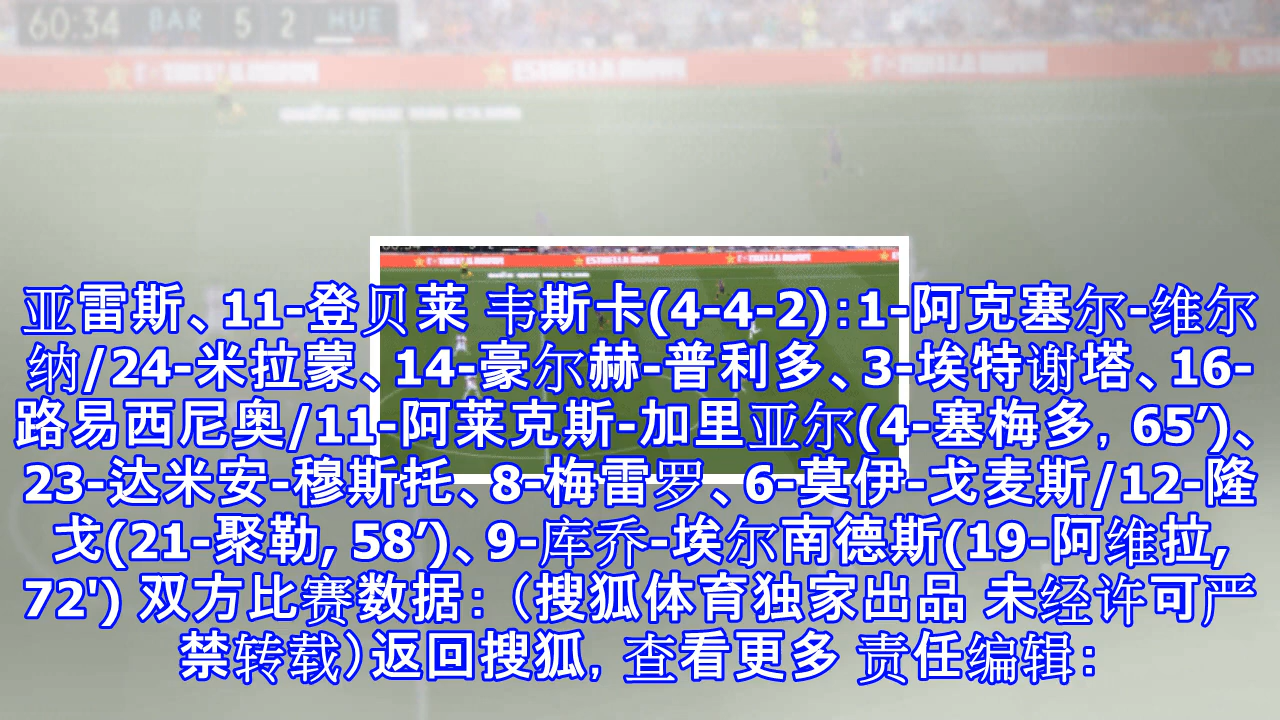 60:34 BAR 5 2 HUE
亚雷斯、11-登贝莱 韦斯卡(4-4-2):1-阿克塞尔-维尔
纳/24-米拉蒙、14-豪尔赫-普利多、3-埃特谢塔、16-
路易西尼奥/11-阿莱克斯-加里亚尔(4-塞梅多, 65′)、
23-达米安-穆斯托、8-梅雷罗、6-莫伊-戈麦斯/12-隆
戈(21-聚勒, 58′)、9-库乔-埃尔南德斯(19-阿维拉,
72') 双方比赛数据:（搜狐体育独家出品 未经许可严
禁转载）返回搜狐, 查看更多 责任编辑: